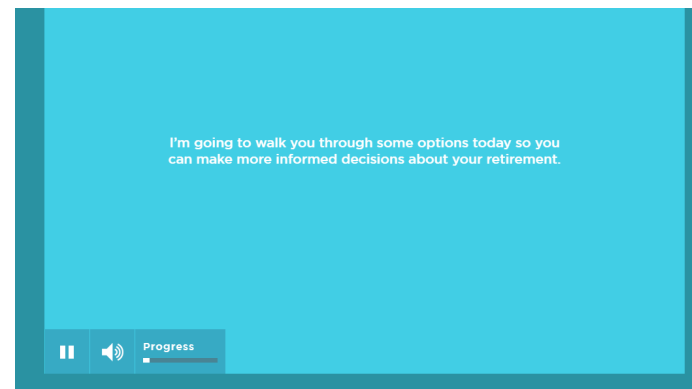 I'm going to walk you through some options today so you
can make more informed decisions about your retirement.
Progress